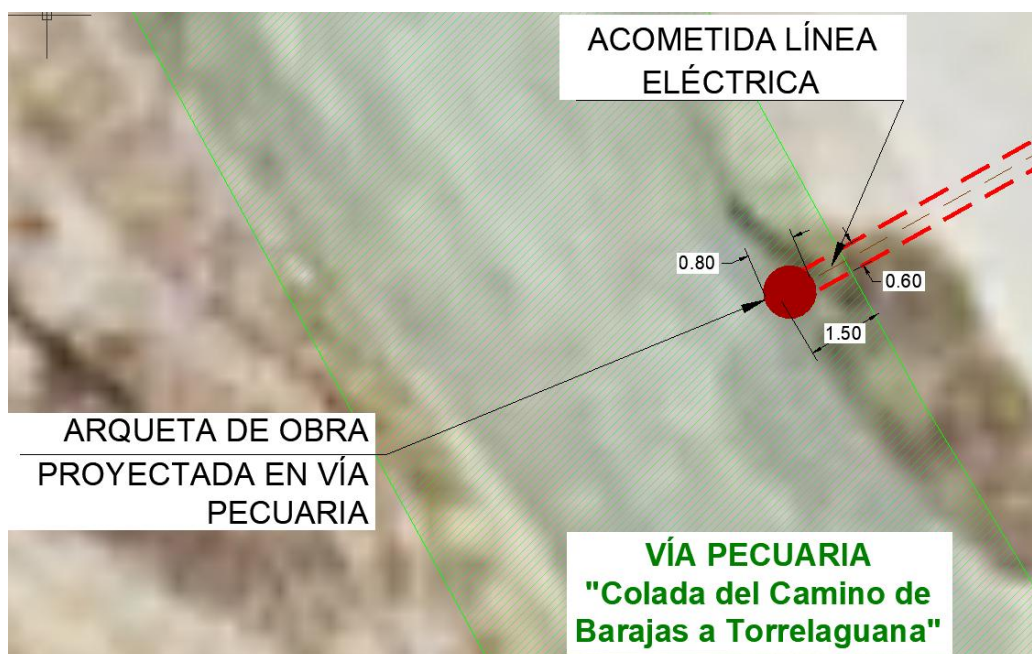 ACOMETIDA LÍNEA
ELÉCTRICA
0.80
0.60
1.50
ARQUETA DE OBRA
PROYECTADA EN VÍA
PECUARIA
VÍA PECUARIA
"Colada del Camino de
Barajas a Torrelaguana"